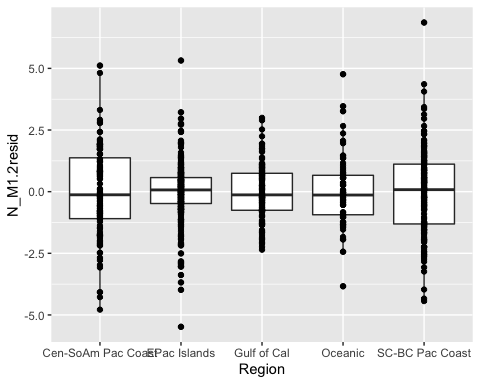 5.0
2.5
0.0
-2.5
-5.0
N_M1.2resid
Cen-SoAm Pac Coast EPac Islands Gulf of Cal Oceanic SC-BC Pac Coast
Region